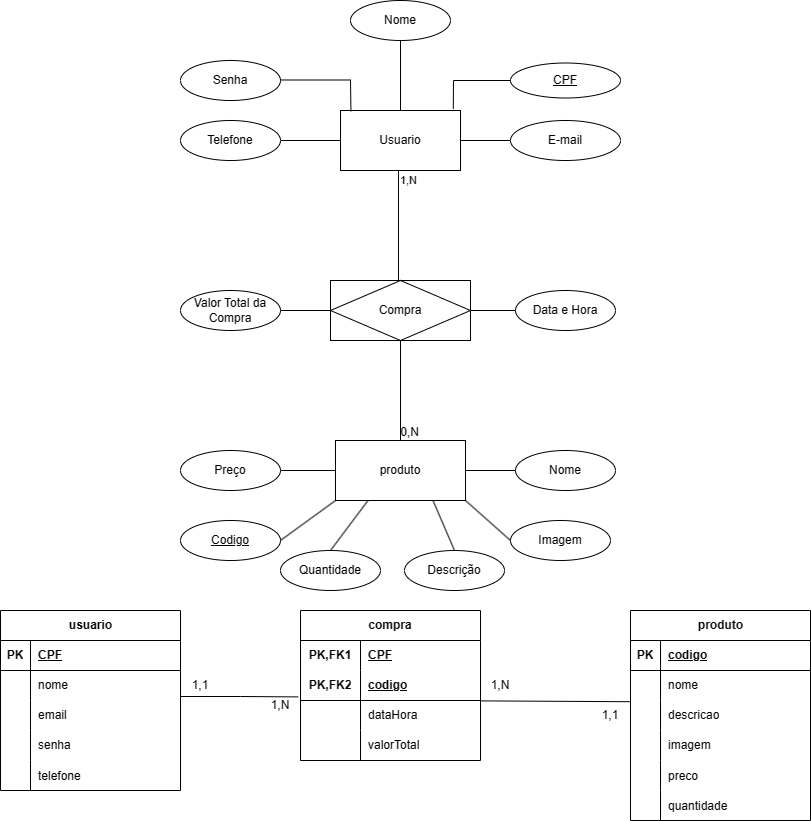 Nome
Senha
CPF
Telefone
Usuario
E-mail
1,N
Valor Total da
Compra
Compra
Data e Hora
0,N
Preço
produto
Nome
Codigo
Imagem
Quantidade
Descrição
usuario
PK CPF
nome
email
senha
telefone
1,1
1,N
compra
PK,FK1 CPF
PK,FK2 codigo
dataHora
valorTotal
1,N
1,1
produto
PK codigo
nome
descricao
imagem
preco
quantidade